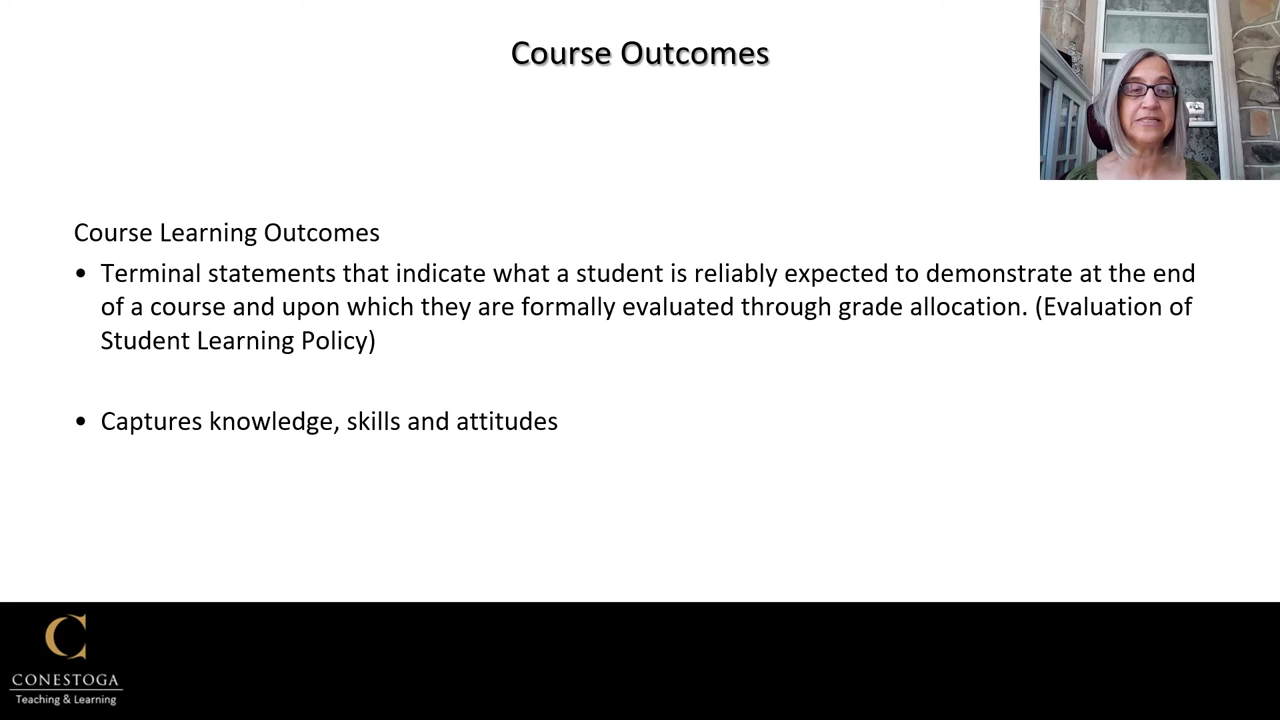 Course Outcomes
Course Learning Outcomes
• Terminal statements that indicate what a student is reliably expected to demonstrate at the end
of a course and upon which they are formally evaluated through grade allocation. (Evaluation of
Student Learning Policy)
• Captures knowledge, skills and attitudes
CONESTOGA
Teaching & Learning